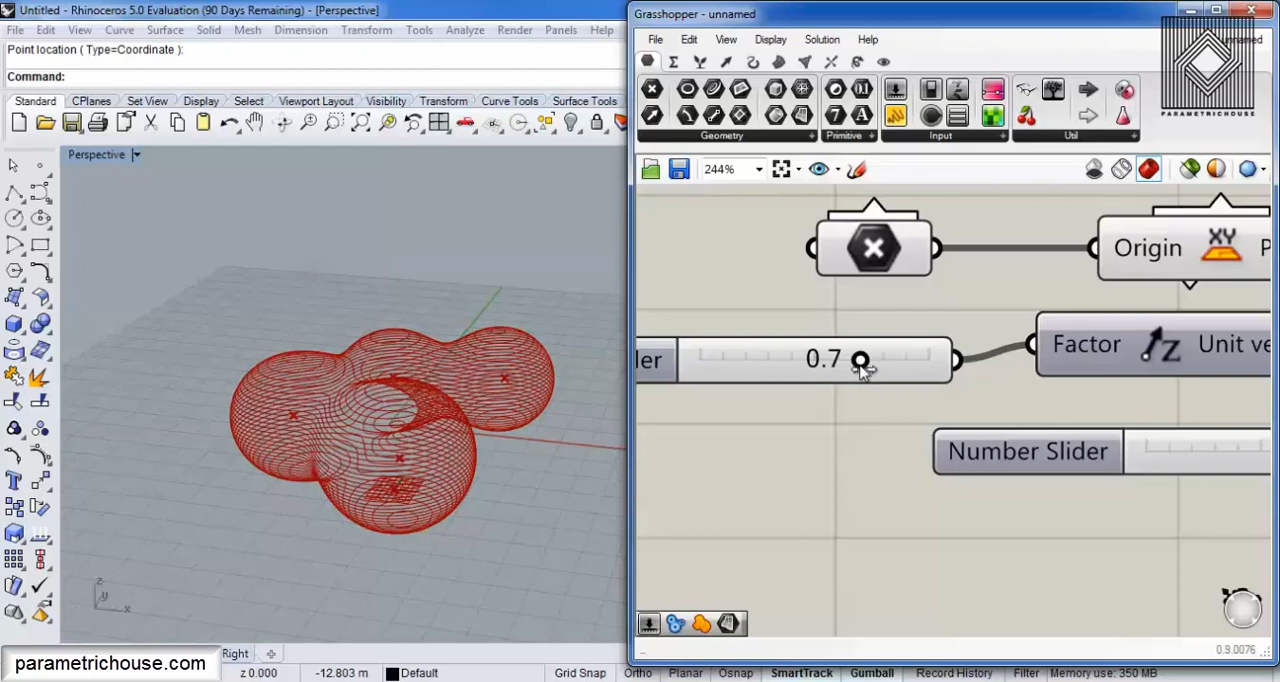 Untitled - Rhinoceros 5.0 Evaluation (90 Days Remaining) - [Perspective]
File Edit View Curve Surface Solid Mesh Dimension Transform Tools Analyze Render Panels Help
Point location ( Type=Coordinate ):
Command:
Standard CPlanes Set View Display Select Viewport Layout Visibility Transform Curve Tools Surface Tools
Perspective
z
y
x
Right
z 0.000 -12.803 m Default Grid Snap Ortho Planar Osnap SmartTrack Gumball Record History Filter Memory use: 350 MB
parametrichouse.com
Grasshopper - unnamed
File Edit View Display Solution Help
unnamed
PARAMETRICHOUSE
Geometry Primitive Input Util
244%
Origin XY P
der 0.7
Factor Z Unit ve
Number Slider
0.9.0076